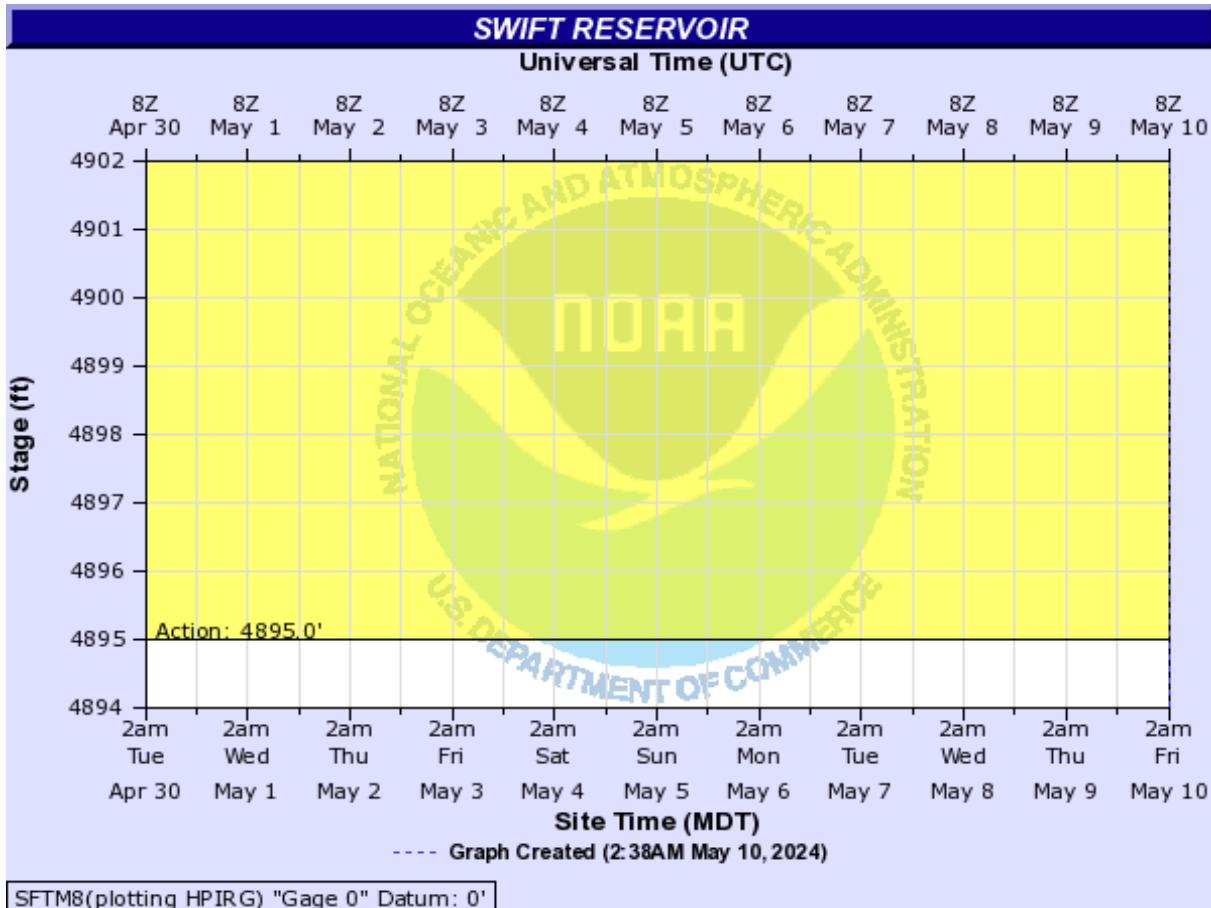 SWIFT RESERVOIR
Universal Time (UTC)
8Z 8Z 8Z 8Z 8Z 8Z 8Z 8Z 8Z 8Z 8Z
Apr 30 May 1 May 2 May 3 May 4 May 5 May 6 May 7 May 8 May 9 May 10
4902
4901
4900
4899
4898
4897
4896
4895
4894
Stage (ft)
NATIONAL OCEANIC AND ATMOSPHERIC ADMINISTRATION
NOAA
U.S. DEPARTMENT OF COMMERCE
Action: 4895.0'
2am 2am 2am 2am 2am 2am 2am 2am 2am 2am 2am
Tue Wed Thu Fri Sat Sun Mon Tue Wed Thu Fri
Apr 30 May 1 May 2 May 3 May 4 May 5 May 6 May 7 May 8 May 9 May 10
Site Time (MDT)
---- Graph Created (2:38AM May 10, 2024)
SFTM8(plotting HPIRG) "Gage 0" Datum: 0'